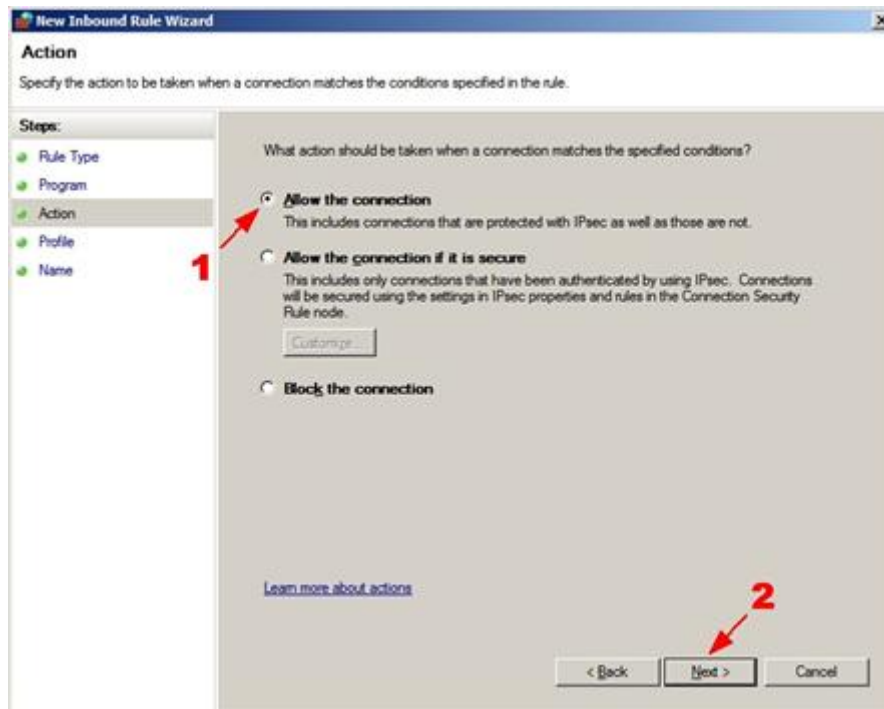 New Inbound Rule Wizard
Action
Specify the action to be taken when a connection matches the conditions specified in the rule.
Steps:
Rule Type
Program
Action
Profile
Name
What action should be taken when a connection matches the specified conditions?
Allow the connection
This includes connections that are protected with IPsec as well as those are not.
1
Allow the connection if it is secure
This includes only connections that have been authenticated by using IPsec. Connections
will be secured using the settings in IPsec properties and rules in the Connection Security
Rule node.
Customize...
Block the connection
Learn more about actions
2
< Back
Next >
Cancel